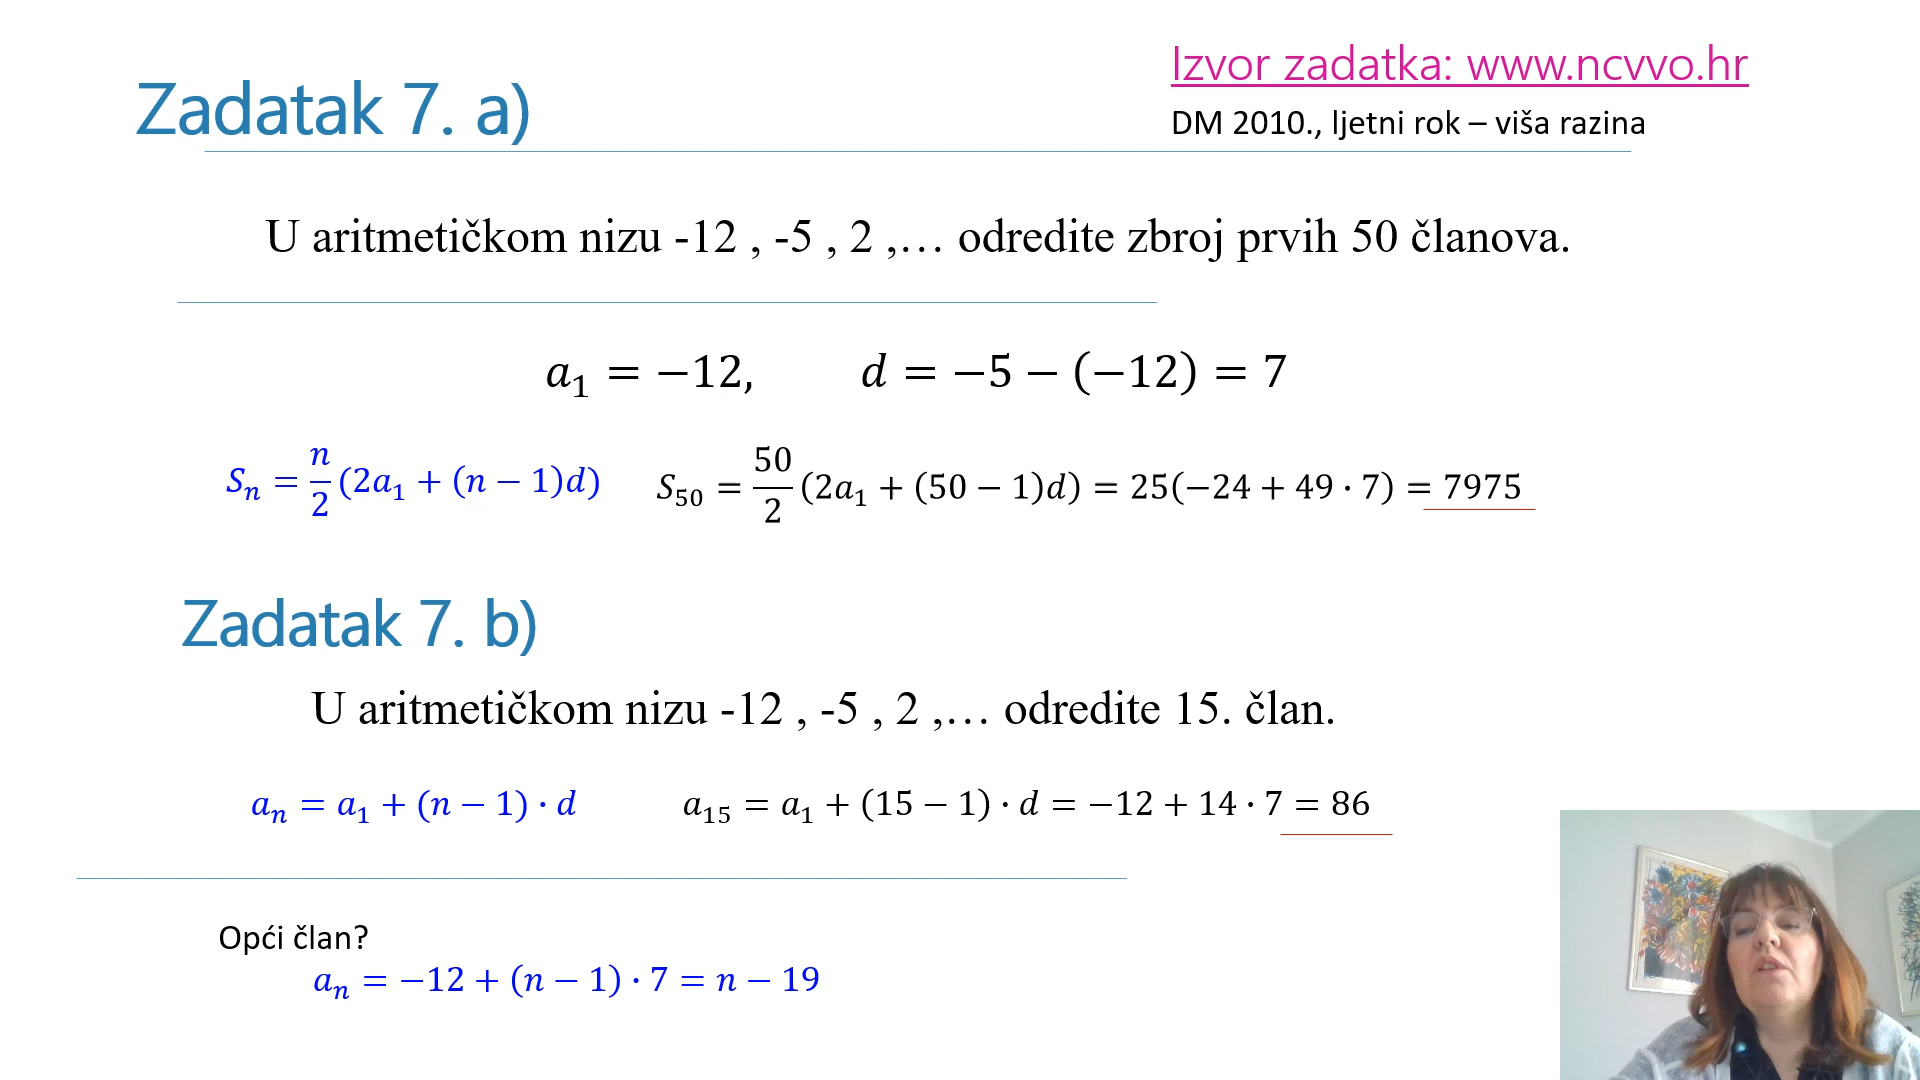 Izvor zadatka: www.ncvvo.hr
Zadatak 7. a)
DM 2010., ljetni rok – viša razina
U aritmetičkom nizu -12 , -5 , 2 ,… odredite zbroj prvih 50 članova.
a₁ = −12, d = −5 − (−12) = 7
Sₙ = n/2 (2a₁ + (n − 1)d) S₅₀ = 50/2 (2a₁ + (50 − 1)d) = 25(−24 + 49 · 7) = 7975
Zadatak 7. b)
U aritmetičkom nizu -12 , -5 , 2 ,… odredite 15. član.
aₙ = a₁ + (n − 1) · d a₁₅ = a₁ + (15 − 1) · d = −12 + 14 · 7 = 86
Opći član?
aₙ = −12 + (n − 1) · 7 = n − 19